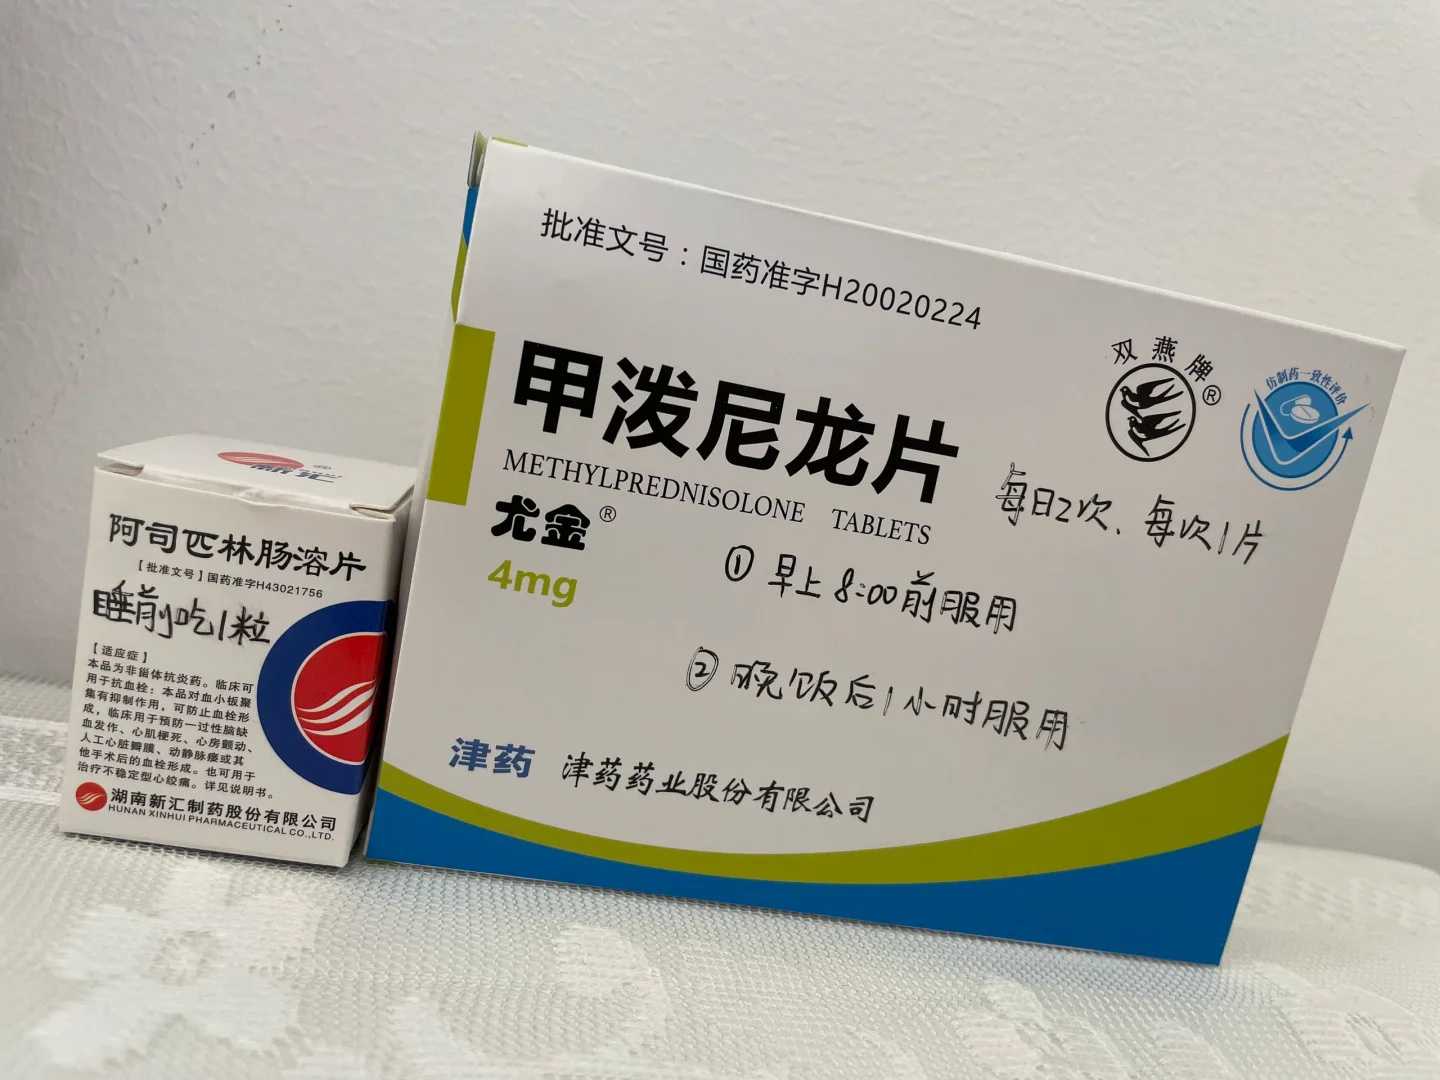 阿司匹林肠溶片
【批准文号】国药准字H43021756
睡前吃1粒
【适应症】
本品为非甾体抗炎药。临床可
用于抗血栓：本品对血小板聚
集有抑制作用，可防止血栓形
成，临床用于预防一过性脑缺
血发作、心肌梗死、心房颤动、
人工心脏瓣膜、动静脉瘘或其
他手术后的血栓形成。也可用于
治疗不稳定型心绞痛。详见说明书。
湖南新汇制药股份有限公司
HUNAN XINHUI PHARMACEUTICAL CO.,LTD.
批准文号：国药准字H20020224
双燕牌®
仿制药一致性评价
甲泼尼龙片
METHYLPREDNISOLONE TABLETS
尤金®
4mg
每日2次、每次1片
① 早上8:00前服用
② 晚饭后1小时服用
津药 津药药业股份有限公司